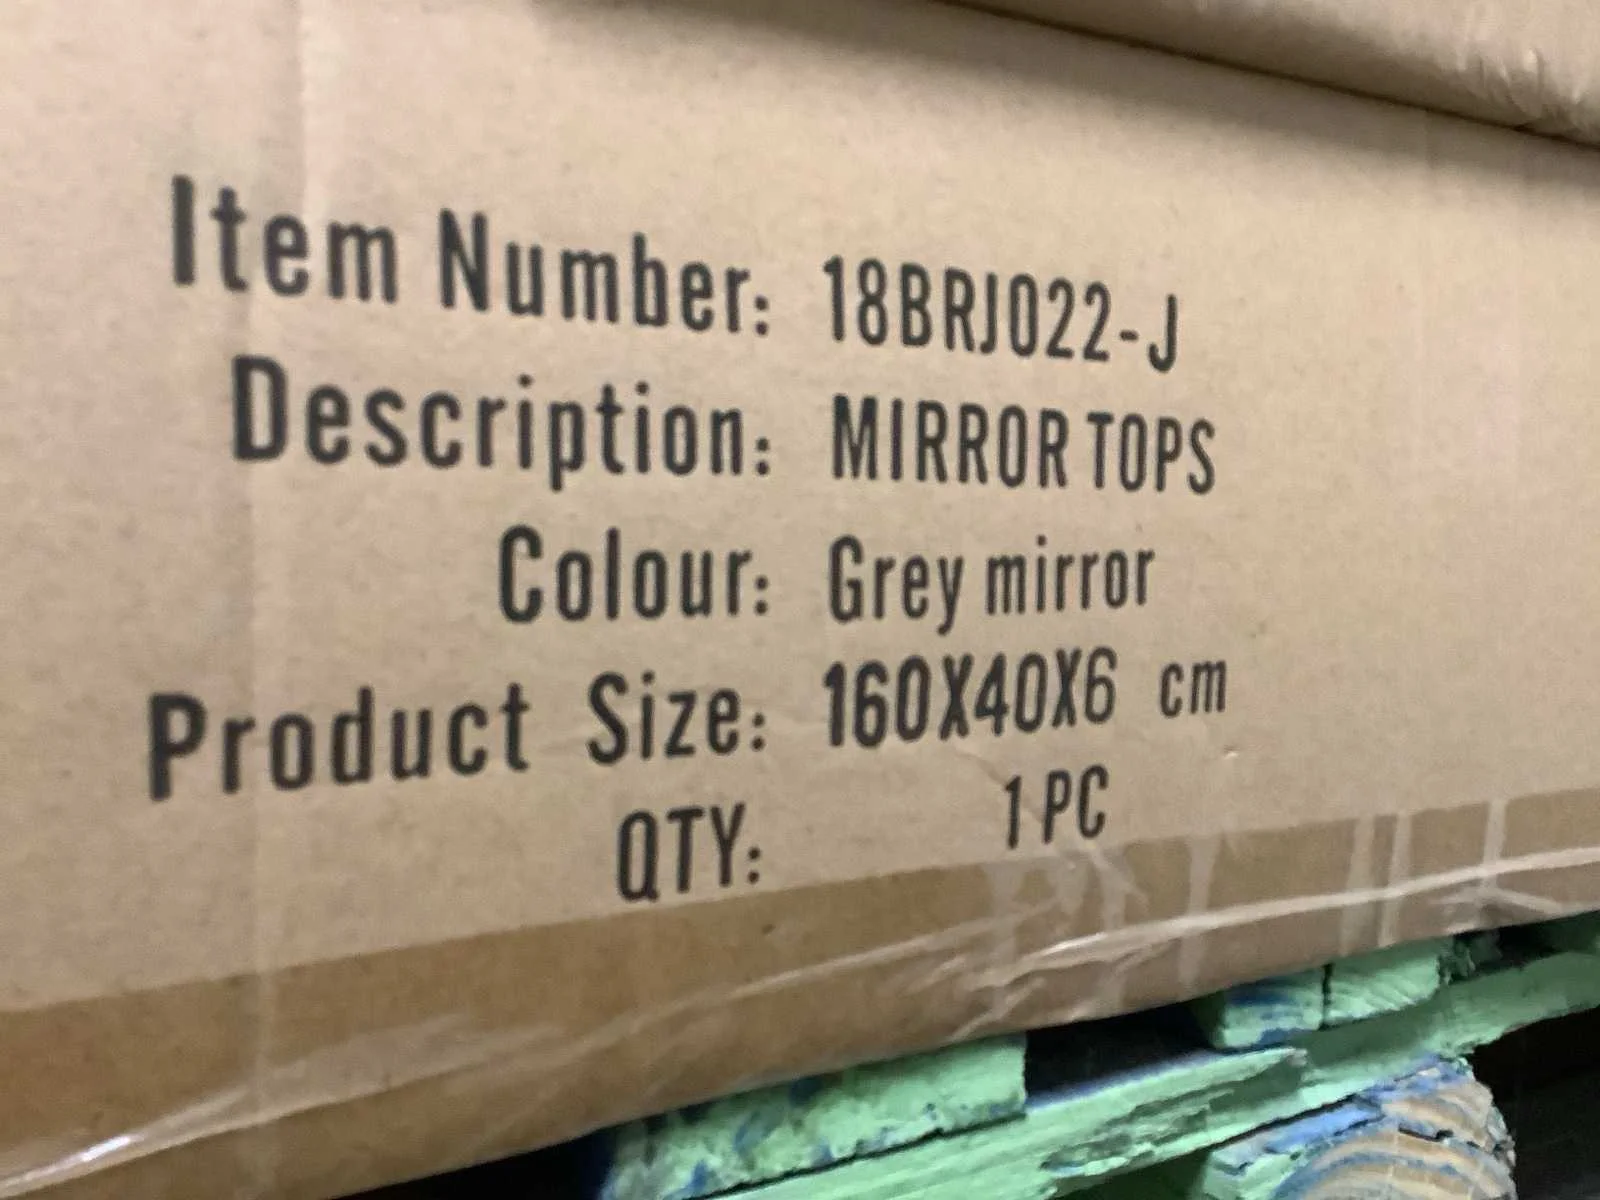 Item Number: 18BRJ022-J
Description: MIRROR TOPS
Colour: Grey mirror
Product Size: 160X40X6 cm
QTY: 1 PC